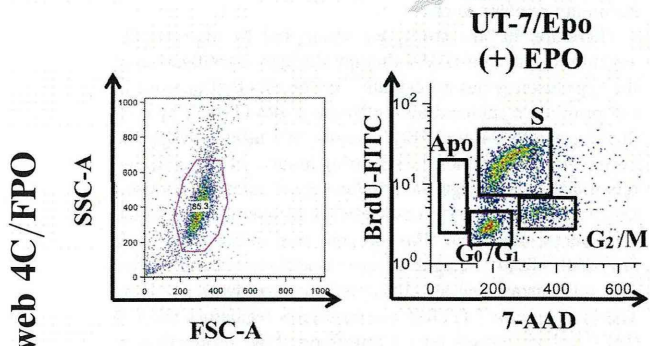 UT-7/Epo
(+) EPO
web 4C/FPO
SSC-A
1000
800
600
400
200
0
85.3
0 200 400 600 800 1000
FSC-A
BrdU-FITC
10²
10¹
10⁰
Apo
S
G₀/G₁
G₂/M
0 200 400 600
7-AAD